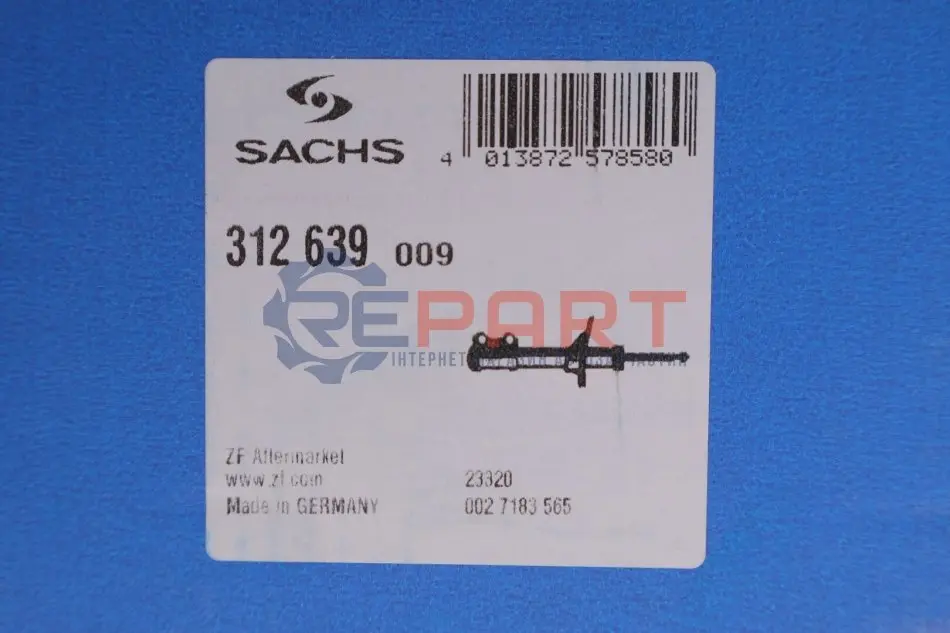 SACHS
4 013872 578580
312 639 009
REPART
ІНТЕРНЕТ
ZF Aftermarket
www.zf.com
23320
Made in GERMANY
002 7183 565